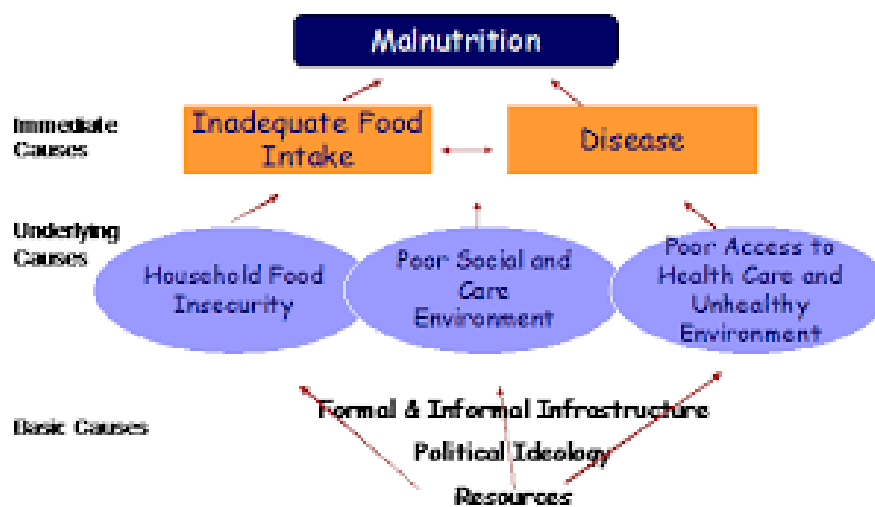 Malnutrition
Immediate
Causes
Inadequate Food
Intake
Disease
Underlying
Causes
Household Food
Insecurity
Poor Social and
Care
Environment
Poor Access to
Health Care and
Unhealthy
Environment
Basic Causes
Formal & Informal Infrastructure
Political Ideology
Resources